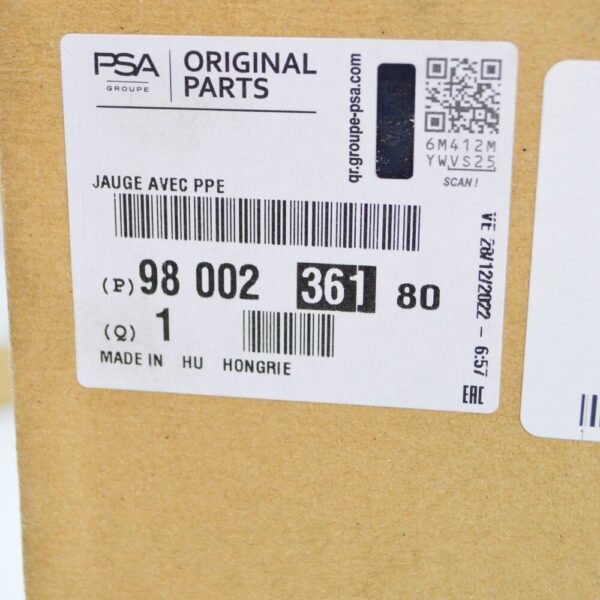 PSA
GROUPE
ORIGINAL
PARTS
qr.groupe-psa.com
6M412M
YWVS25
SCAN!
JAUGE AVEC PPE
(P) 98 002 361 80
(Q) 1
MADE IN HU HONGRIE
VE 28/12/2022 - 6:57
EAC